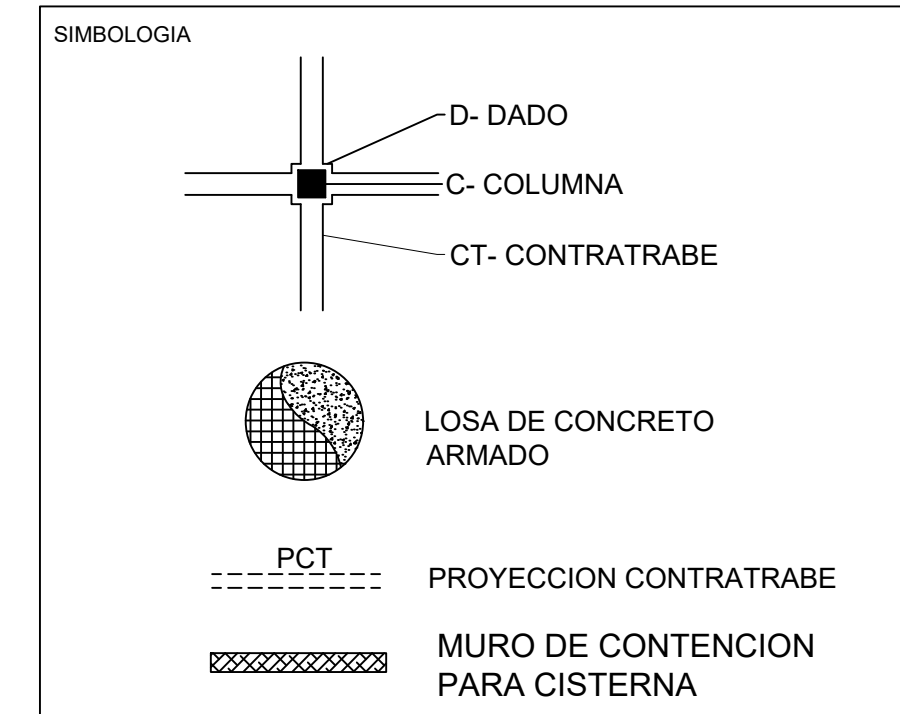 SIMBOLOGIA
D- DADO
C- COLUMNA
CT- CONTRATRABE
LOSA DE CONCRETO
ARMADO
PCT
PROYECCION CONTRATRABE
MURO DE CONTENCION
PARA CISTERNA